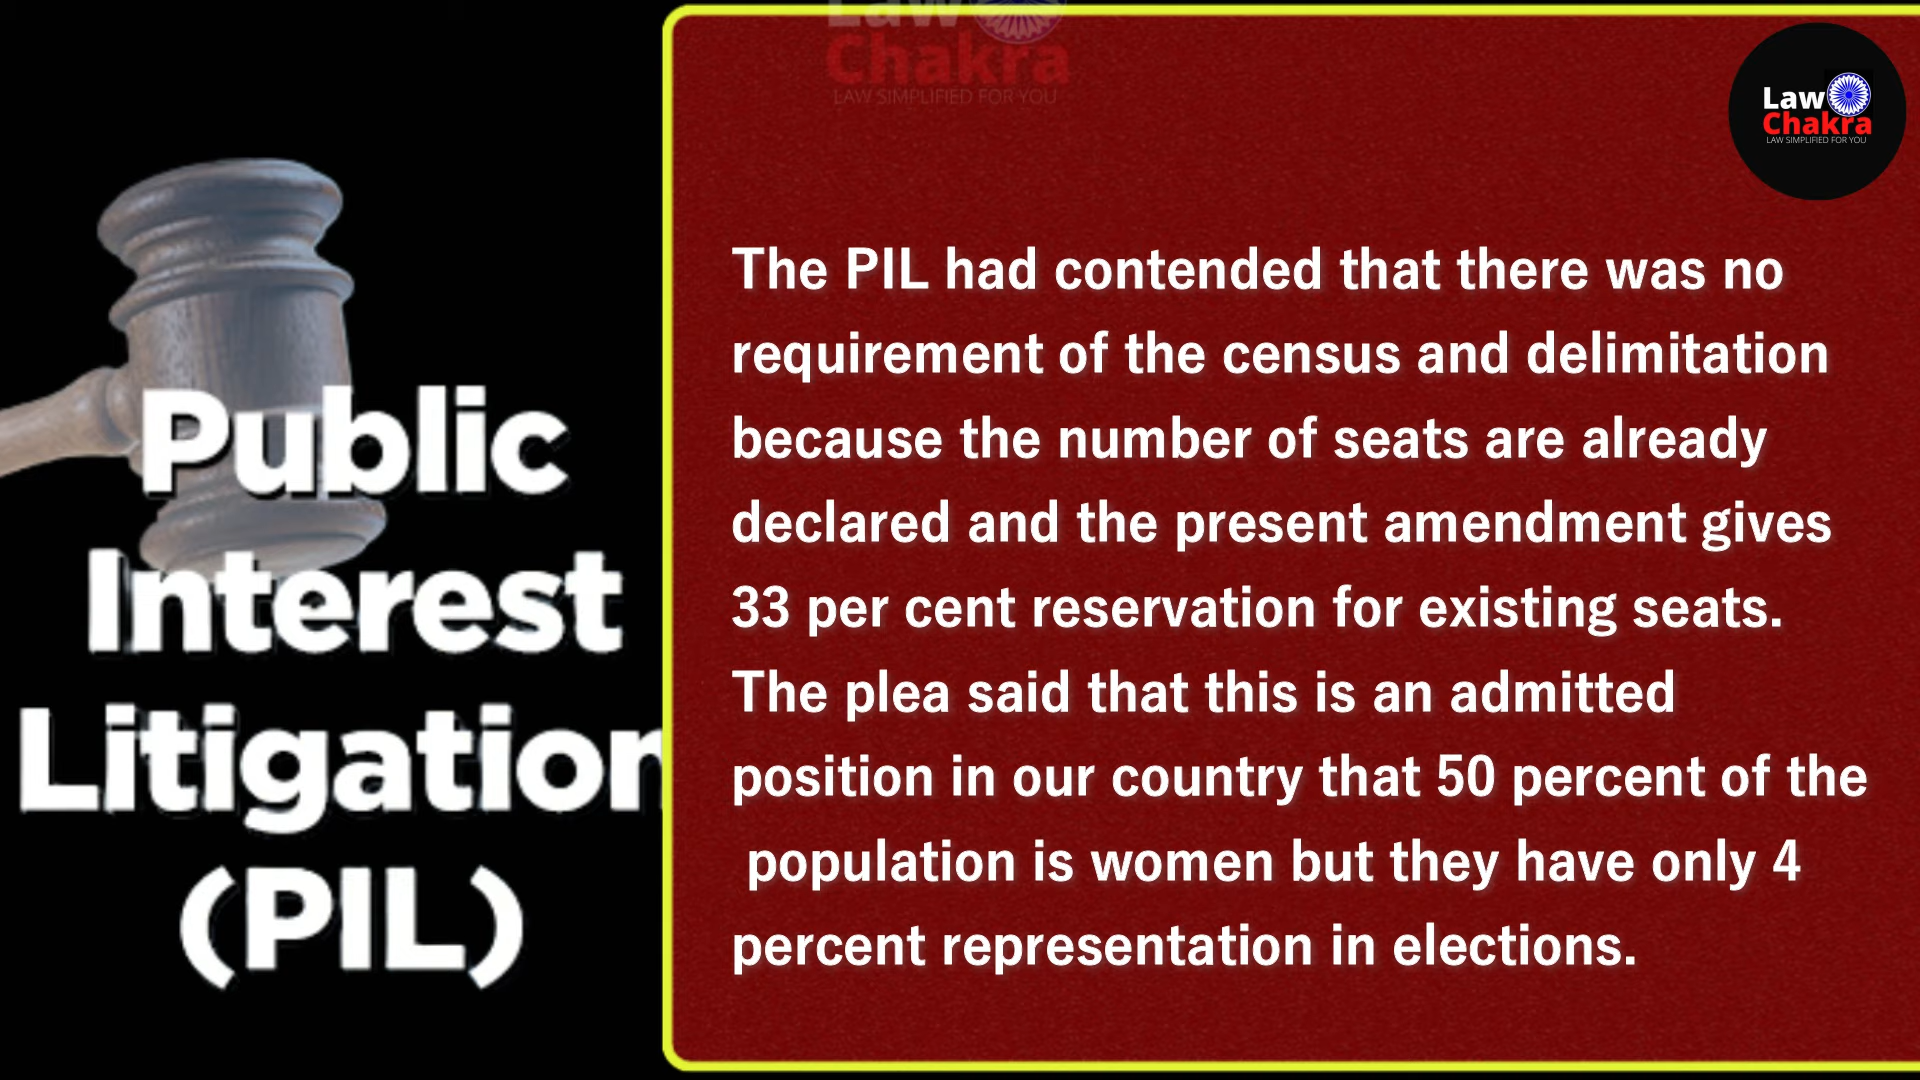 Law
Chakra
LAW SIMPLIFIED FOR YOU
Law
Chakra
LAW SIMPLIFIED FOR YOU
Public
Interest
Litigation
(PIL)
The PIL had contended that there was no
requirement of the census and delimitation
because the number of seats are already
declared and the present amendment gives
33 per cent reservation for existing seats.
The plea said that this is an admitted
position in our country that 50 percent of the
population is women but they have only 4
percent representation in elections.